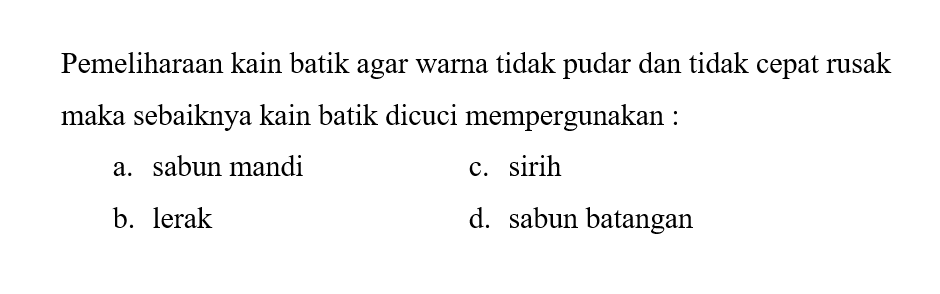 Pemeliharaan kain batik agar warna tidak pudar dan tidak cepat rusak
maka sebaiknya kain batik dicuci mempergunakan :
a. sabun mandi c. sirih
b. lerak d. sabun batangan